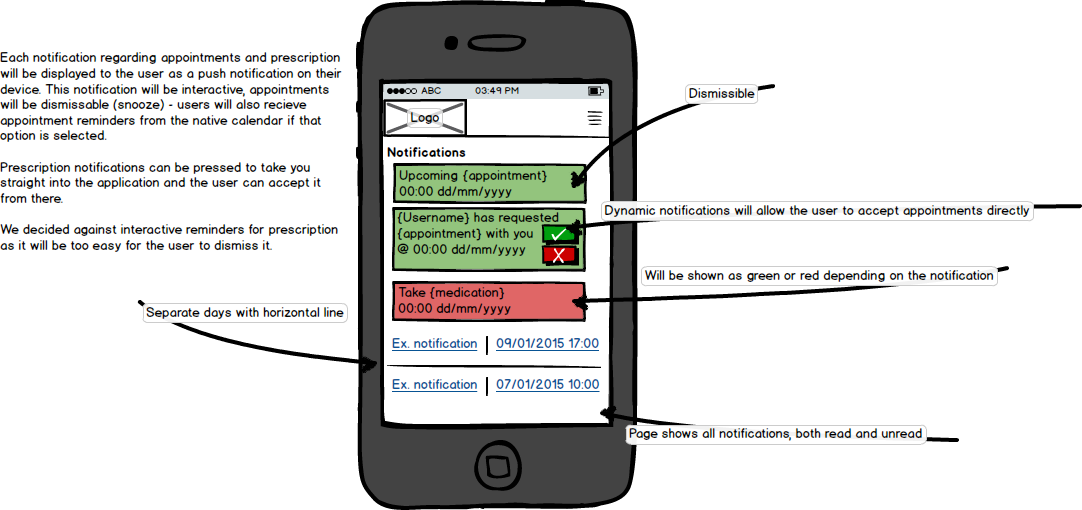 Each notification regarding appointments and prescription
will be displayed to the user as a push notification on their
device. This notification will be interactive, appointments
will be dismissable (snooze) - users will also recieve
appointment reminders from the native calendar if that
option is selected.
Prescription notifications can be pressed to take you
straight into the application and the user can accept it
from there.
We decided against interactive reminders for prescription
as it will be too easy for the user to dismiss it.
Separate days with horizontal line
ABC 03:49 PM
Logo
Notifications
Upcoming {appointment}
00:00 dd/mm/yyyy
{Username} has requested
{appointment} with you
@ 00:00 dd/mm/yyyy
Take {medication}
00:00 dd/mm/yyyy
Ex. notification | 09/01/2015 17:00
Ex. notification | 07/01/2015 10:00
Dismissible
Dynamic notifications will allow the user to accept appointments directly
Will be shown as green or red depending on the notification
Page shows all notifications, both read and unread